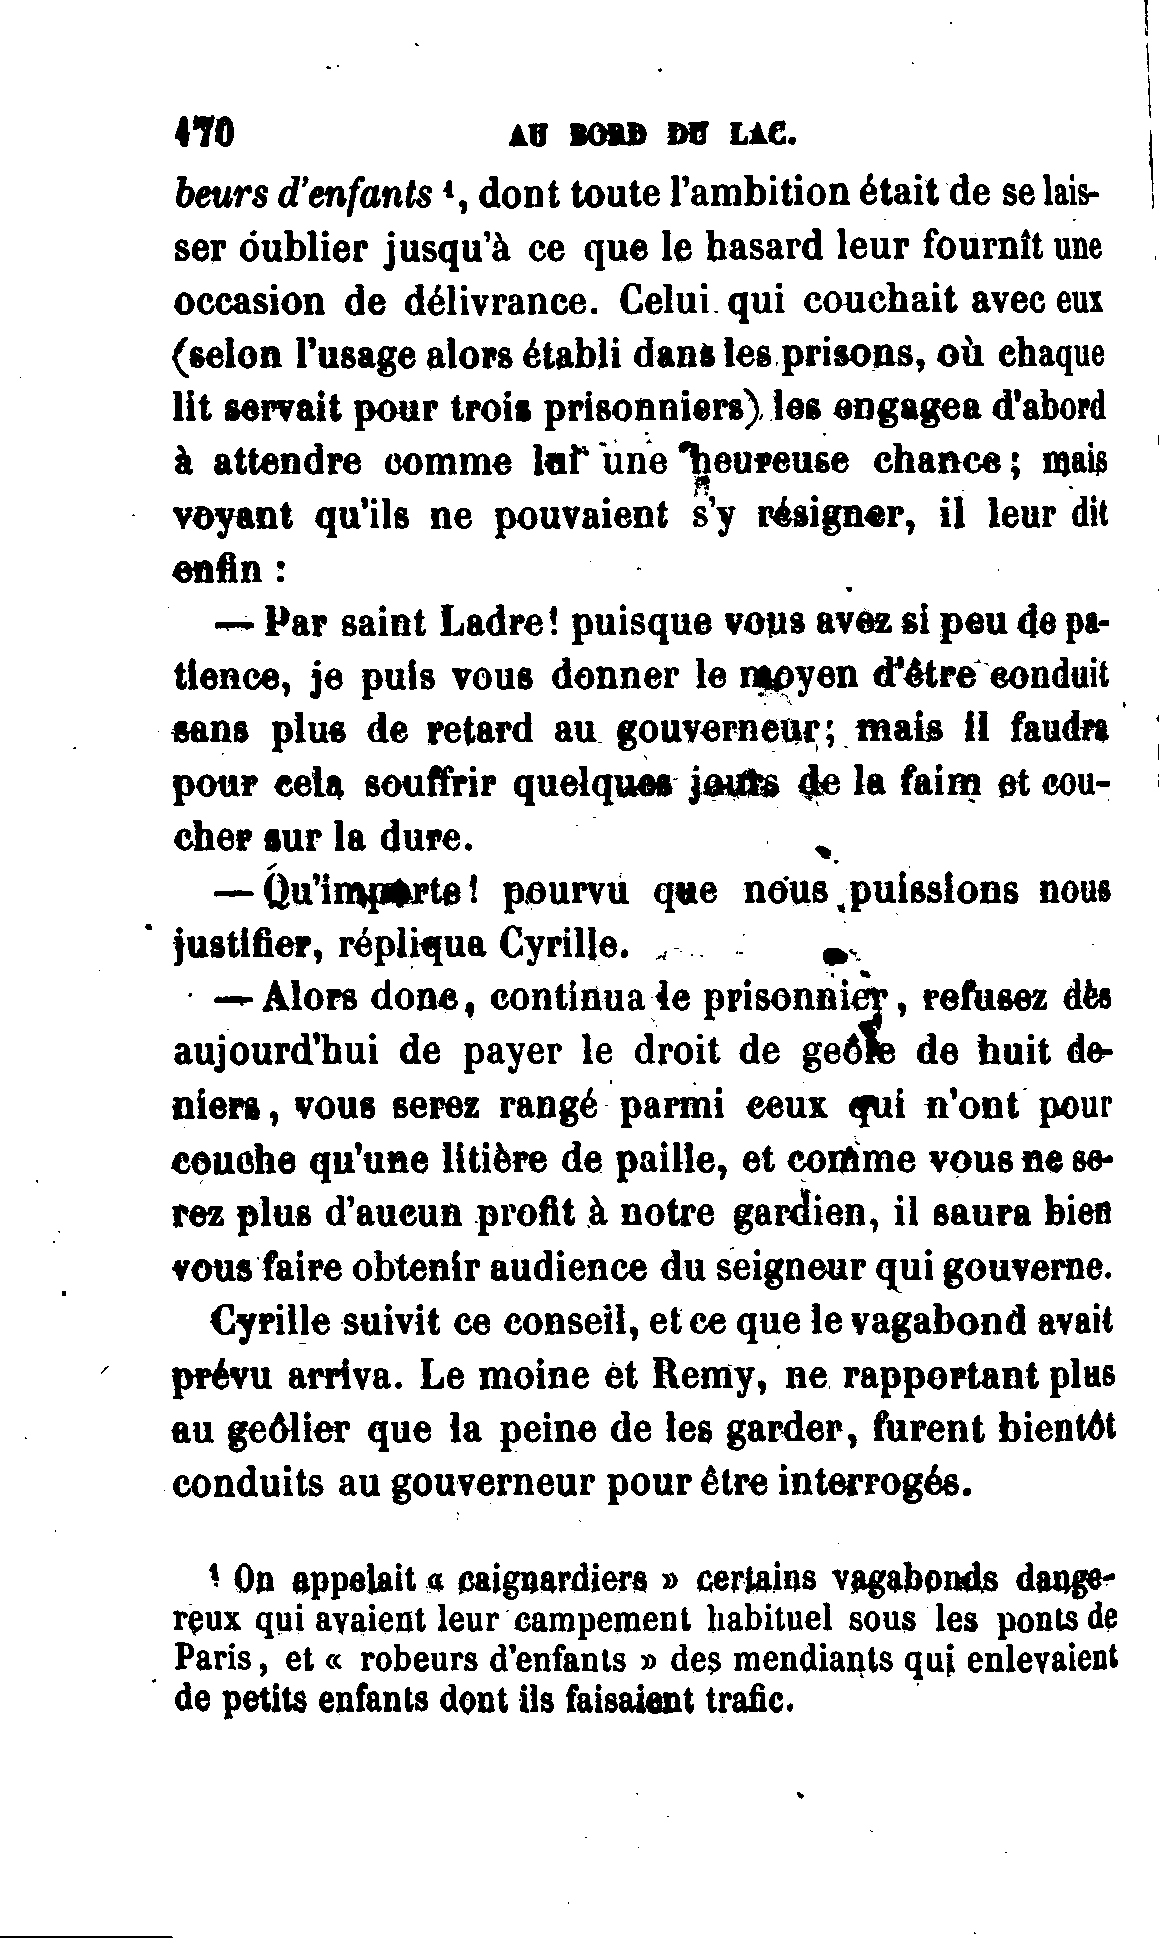 170 AU BORD DU LAC.
beurs d'enfants ¹, dont toute l'ambition était de se lais-
ser oublier jusqu'à ce que le hasard leur fournît une
occasion de délivrance. Celui qui couchait avec eux
(selon l'usage alors établi dans les prisons, où chaque
lit servait pour trois prisonniers) les engagea d'abord
à attendre comme lui une heureuse chance; mais
voyant qu'ils ne pouvaient s'y résigner, il leur dit
enfin :
— Par saint Ladre! puisque vous avez si peu de pa-
tience, je puis vous donner le moyen d'être conduit
sans plus de retard au gouverneur; mais il faudra
pour cela souffrir quelques jours de la faim et cou-
cher sur la dure.
— Qu'importe! pourvu que nous puissions nous
justifier, répliqua Cyrille.
— Alors donc, continua le prisonnier, refusez dès
aujourd'hui de payer le droit de geôle de huit de-
niers, vous serez rangé parmi ceux qui n'ont pour
couche qu'une litière de paille, et comme vous ne se-
rez plus d'aucun profit à notre gardien, il saura bien
vous faire obtenir audience du seigneur qui gouverne.
Cyrille suivit ce conseil, et ce que le vagabond avait
prévu arriva. Le moine et Remy, ne rapportant plus
au geôlier que la peine de les garder, furent bientôt
conduits au gouverneur pour être interrogés.
¹ On appelait « caignardiers » certains vagabonds dange-
reux qui avaient leur campement habituel sous les ponts de
Paris, et « robeurs d'enfants » des mendiants qui enlevaient
de petits enfants dont ils faisaient trafic.